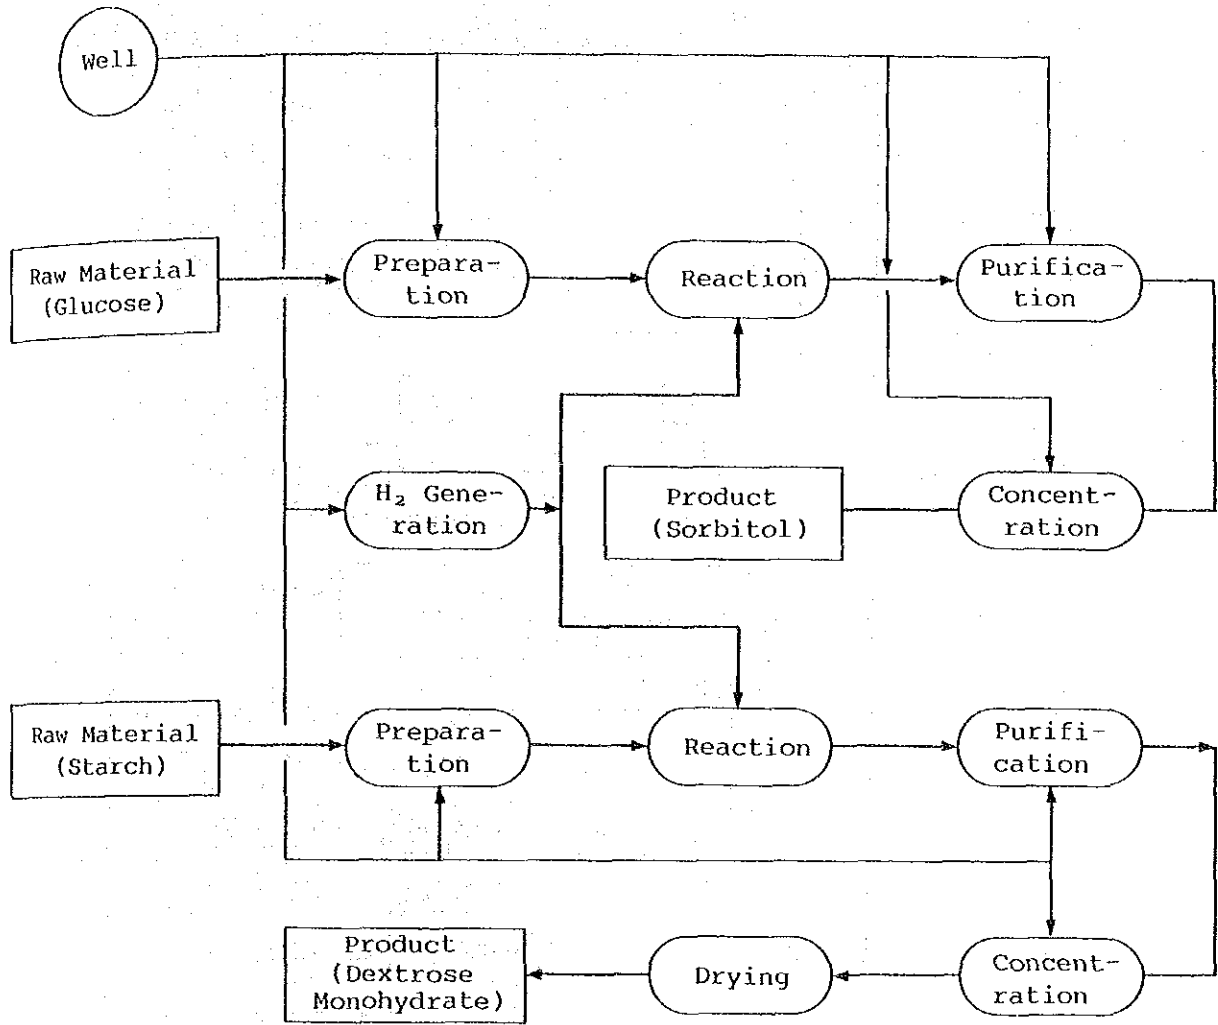 Well
Raw Material
(Glucose)
Prepara-
tion
Reaction
Purifica-
tion
H₂ Gene-
ration
Product
(Sorbitol)
Concent-
ration
Raw Material
(Starch)
Prepara-
tion
Reaction
Purifi-
cation
Product
(Dextrose
Monohydrate)
Drying
Concent-
ration